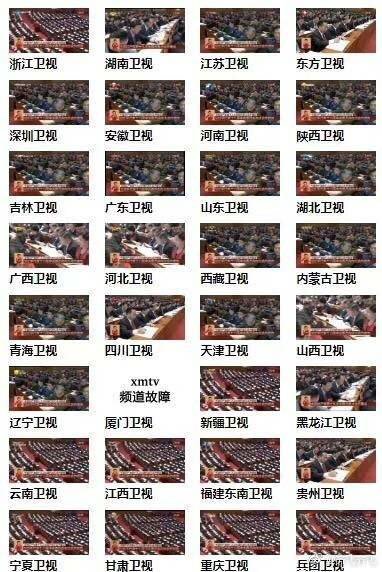 浙江卫视 湖南卫视 江苏卫视 东方卫视
深圳卫视 安徽卫视 河南卫视 陕西卫视
吉林卫视 广东卫视 山东卫视 湖北卫视
广西卫视 河北卫视 西藏卫视 内蒙古卫视
青海卫视 四川卫视 天津卫视 山西卫视
xmtv
频道故障
辽宁卫视 厦门卫视 新疆卫视 黑龙江卫视
云南卫视 江西卫视 福建东南卫视 贵州卫视
宁夏卫视 甘肃卫视 重庆卫视 兵团卫视